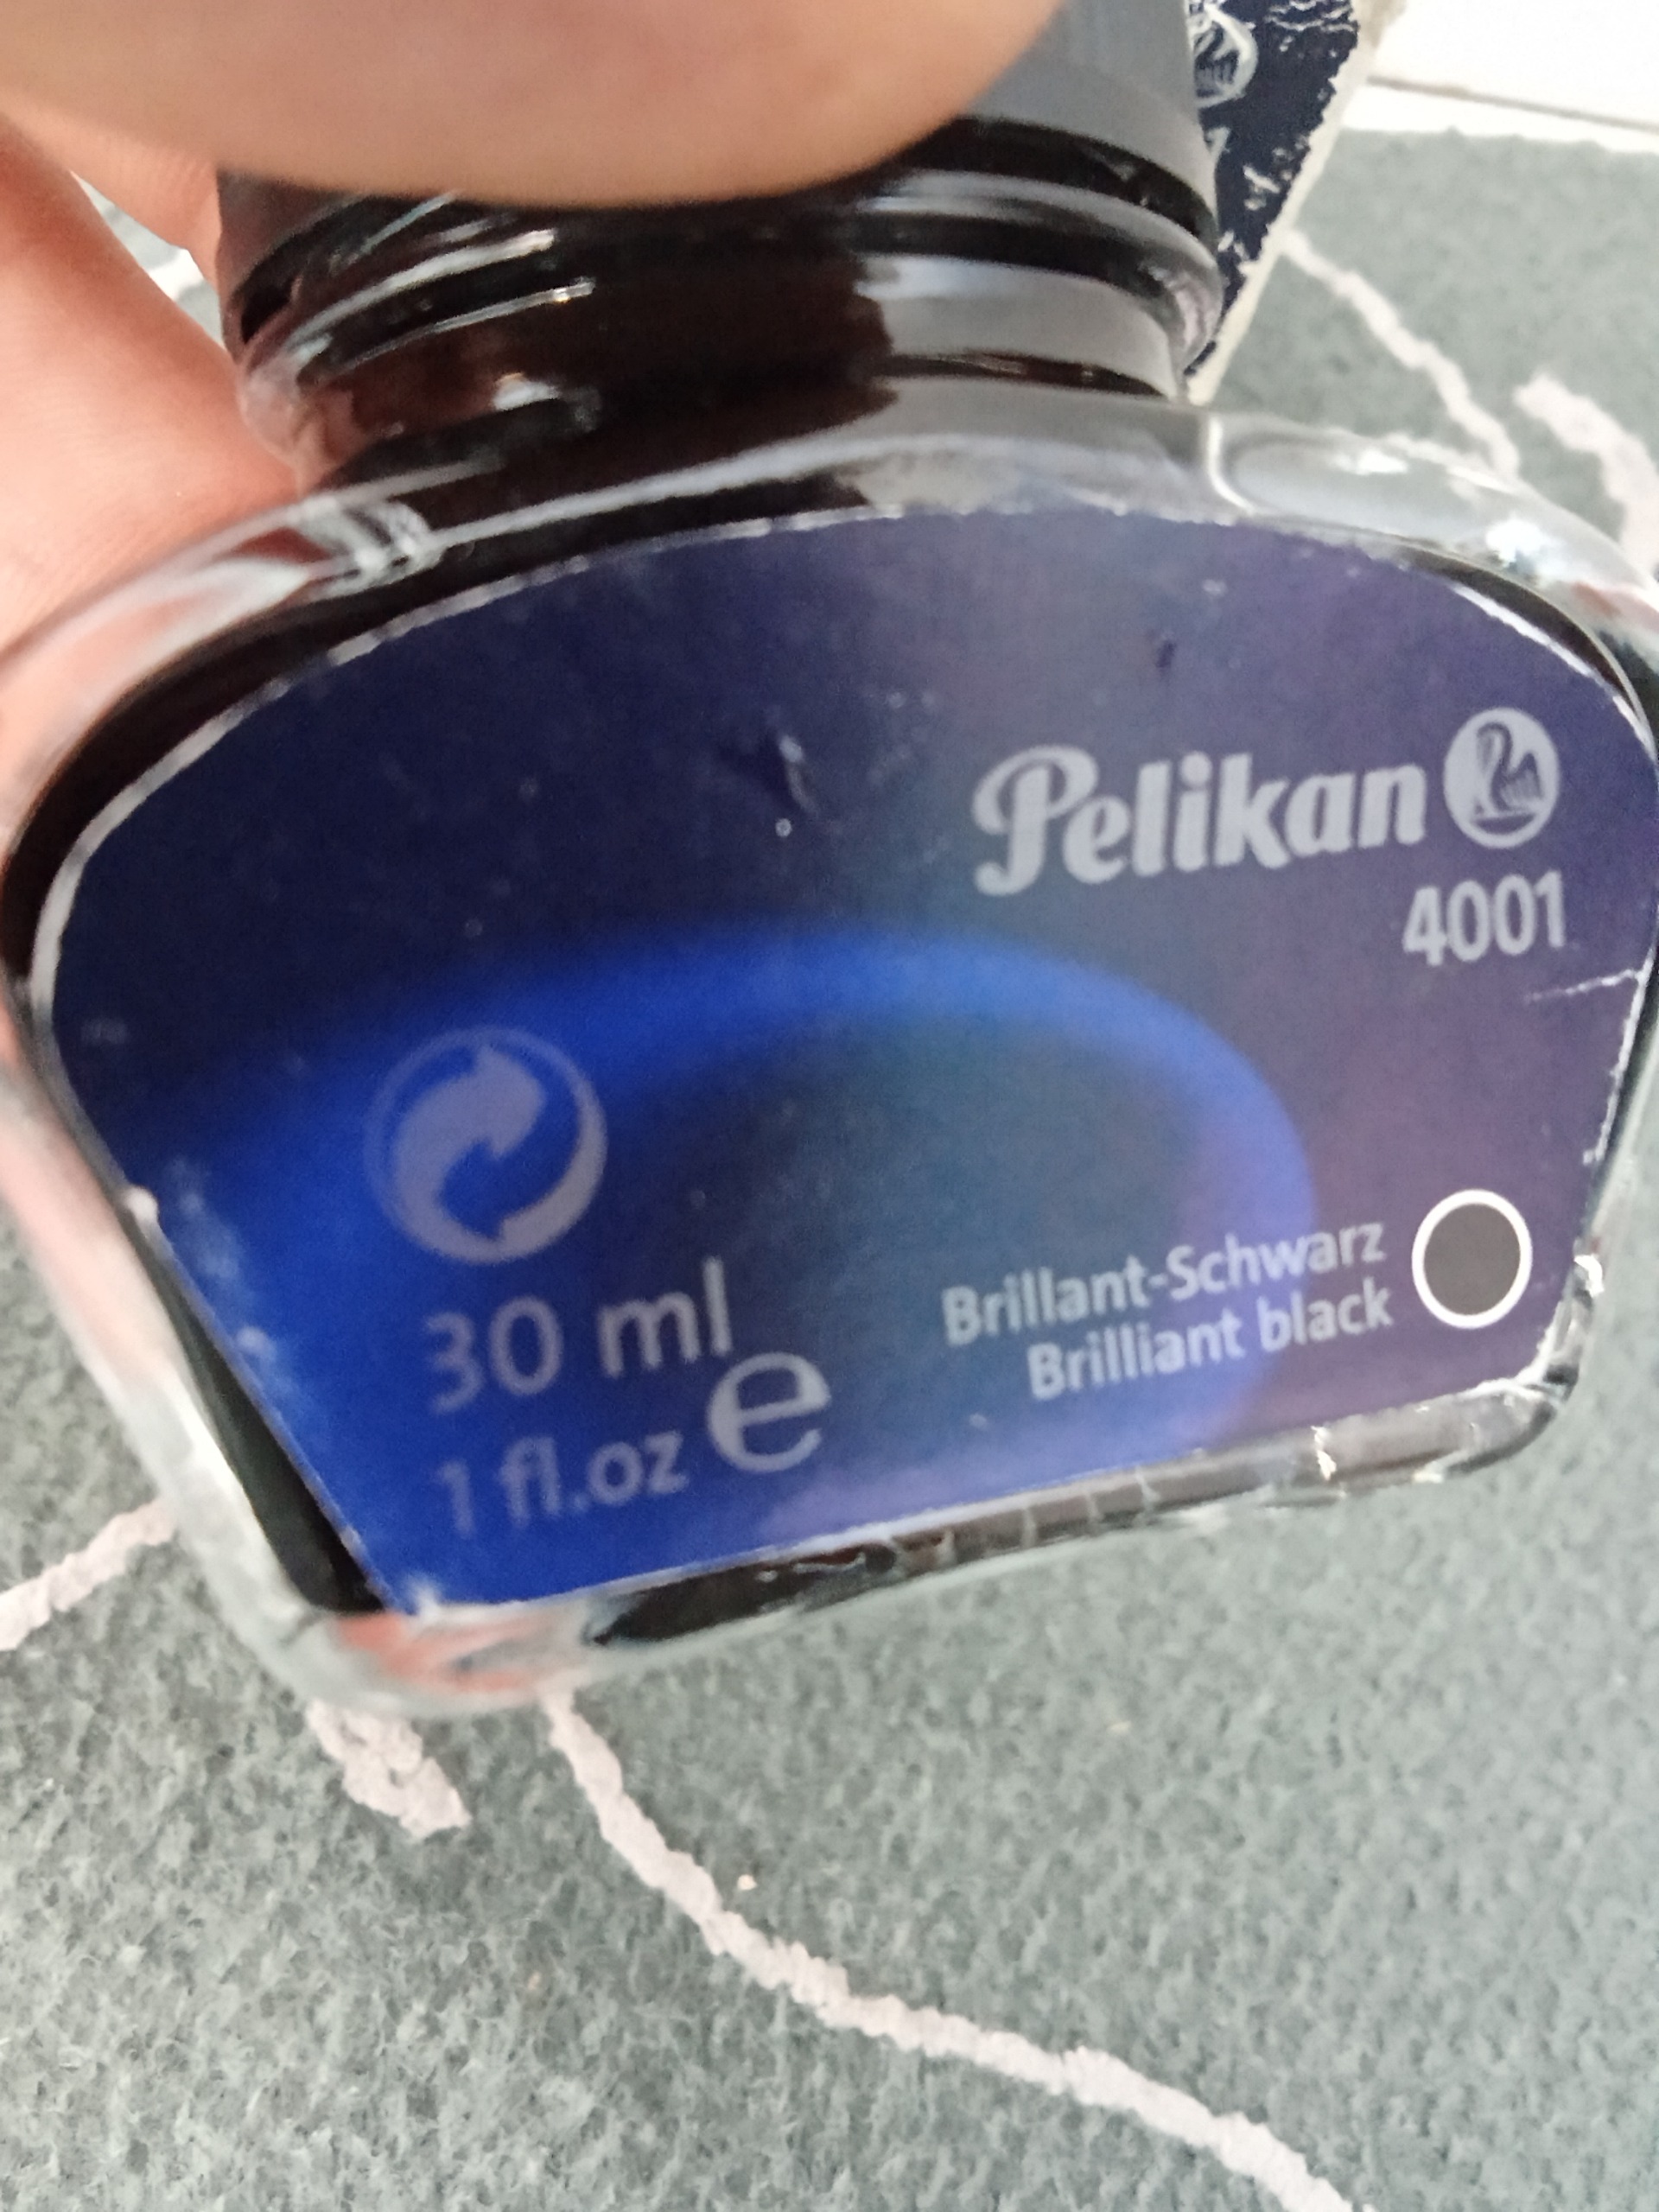 Pelikan
4001
30 ml
1 fl.oz e
Brillant-Schwarz
Brilliant black